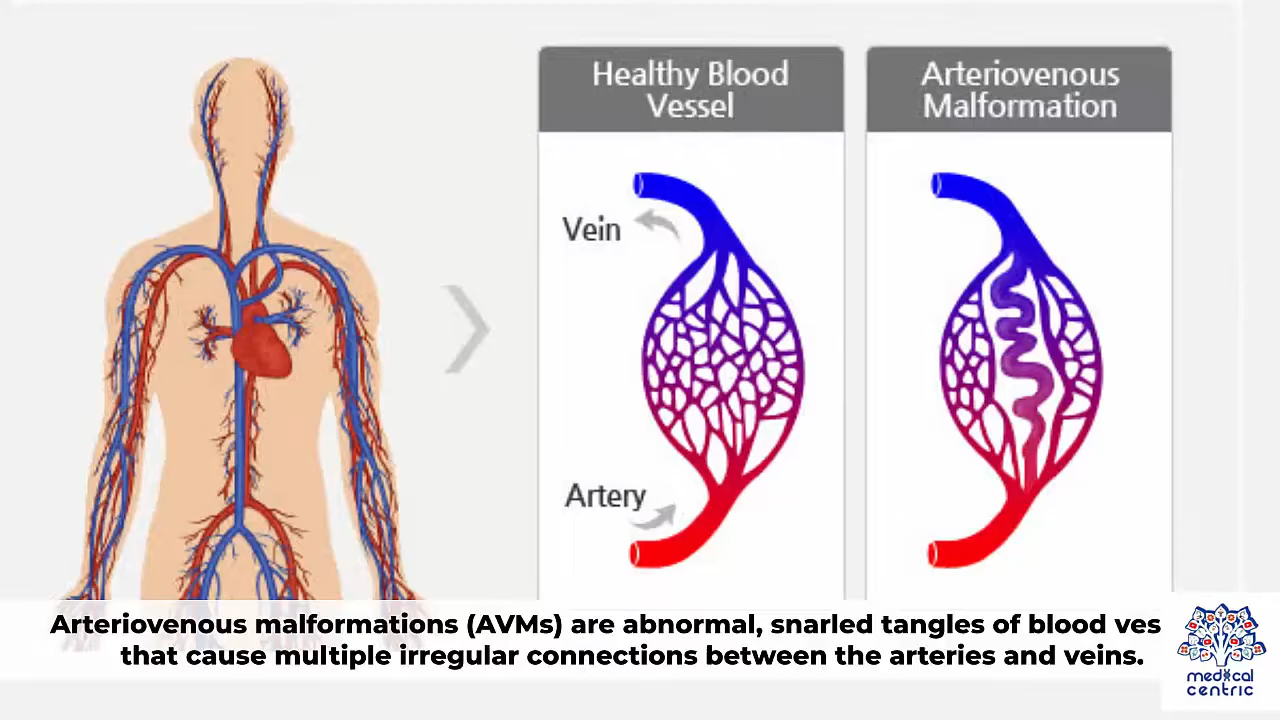 Healthy Blood
Vessel
Arteriovenous
Malformation
Vein
Artery
Arteriovenous malformations (AVMs) are abnormal, snarled tangles of blood ves
that cause multiple irregular connections between the arteries and veins.
medical
centric